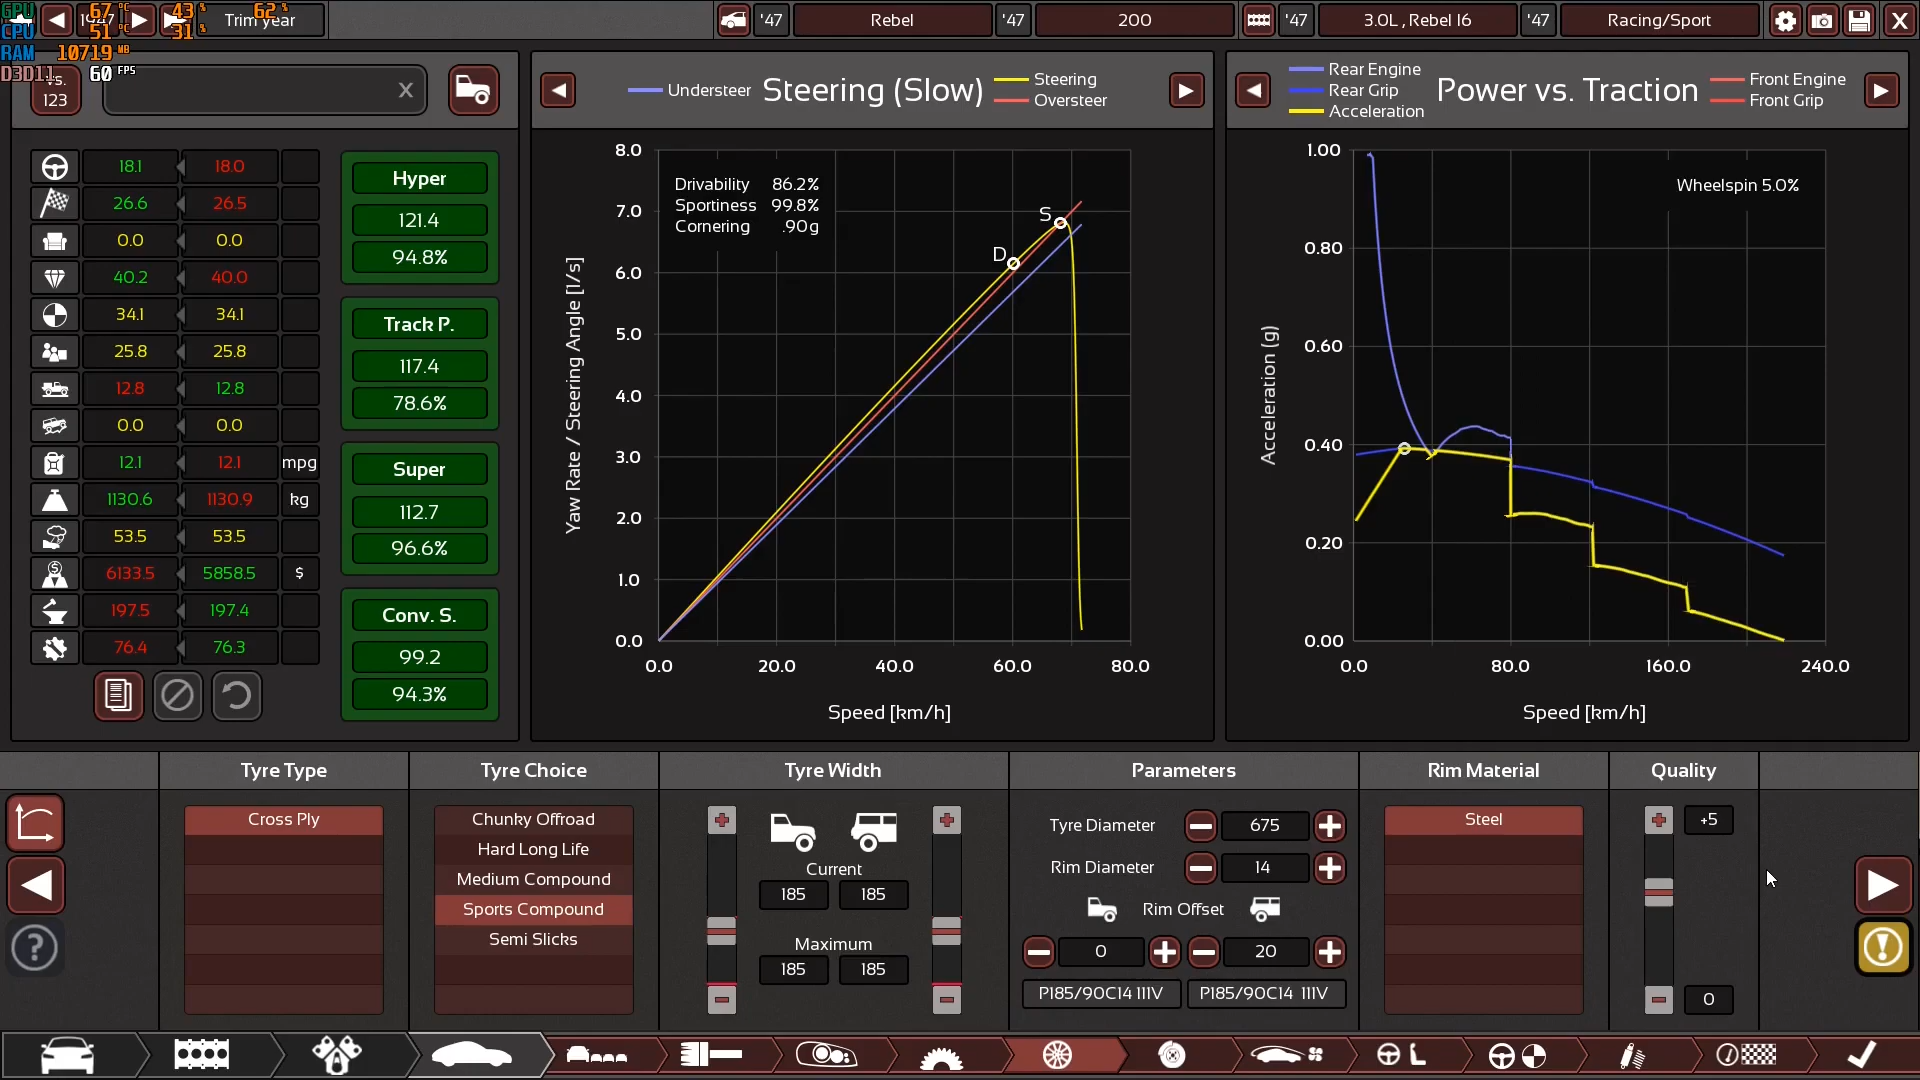 GPU 67 °C 43 % 62 %
CPU 51 °C 31 %
RAM 10719 MB
D3D11 60 FPS
Trim year
'47
Rebel
'47
200
'47
3.0L , Rebel I6
'47
Racing/Sport
X
vs.
123
X
18.1 18.0
26.6 26.5
0.0 0.0
40.2 40.0
34.1 34.1
25.8 25.8
12.8 12.8
0.0 0.0
12.1 12.1 mpg
1130.6 1130.9 kg
53.5 53.5
6133.5 5858.5 $
197.5 197.4
76.4 76.3
Hyper
121.4
94.8%
Track P.
117.4
78.6%
Super
112.7
96.6%
Conv. S.
99.2
94.3%
Understeer
Steering (Slow)
Steering
Oversteer
Drivability 86.2%
Sportiness 99.8%
Cornering .90g
S
D
8.0
7.0
6.0
5.0
4.0
3.0
2.0
1.0
0.0
Yaw Rate / Steering Angle [1/s]
0.0 20.0 40.0 60.0 80.0
Speed [km/h]
Rear Engine
Rear Grip
Acceleration
Power vs. Traction
Front Engine
Front Grip
Wheelspin 5.0%
1.00
0.80
0.60
0.40
0.20
0.00
Acceleration (g)
0.0 80.0 160.0 240.0
Speed [km/h]
Tyre Type
Cross Ply
Tyre Choice
Chunky Offroad
Hard Long Life
Medium Compound
Sports Compound
Semi Slicks
Tyre Width
Current
185 185
Maximum
185 185
Parameters
Tyre Diameter 675
Rim Diameter 14
Rim Offset
0 20
P185/90C14 111V P185/90C14 111V
Rim Material
Steel
Quality
+5
0
?